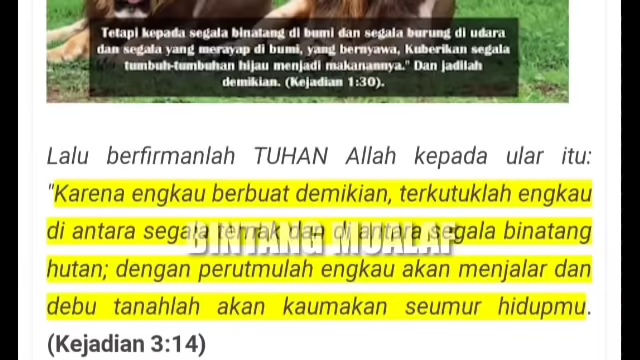 Tetapi kepada segala binatang di bumi dan segala burung di udara
dan segala yang merayap di bumi, yang bernyawa, Kuberikan segala
tumbuh-tumbuhan hijau menjadi makanannya." Dan jadilah
demikian. (Kejadian 1:30).
Lalu berfirmanlah TUHAN Allah kepada ular itu:
"Karena engkau berbuat demikian, terkutuklah engkau
di antara segala ternak dan di antara segala binatang
BINTANG MUALAF
hutan; dengan perutmulah engkau akan menjalar dan
debu tanahlah akan kaumakan seumur hidupmu.
(Kejadian 3:14)